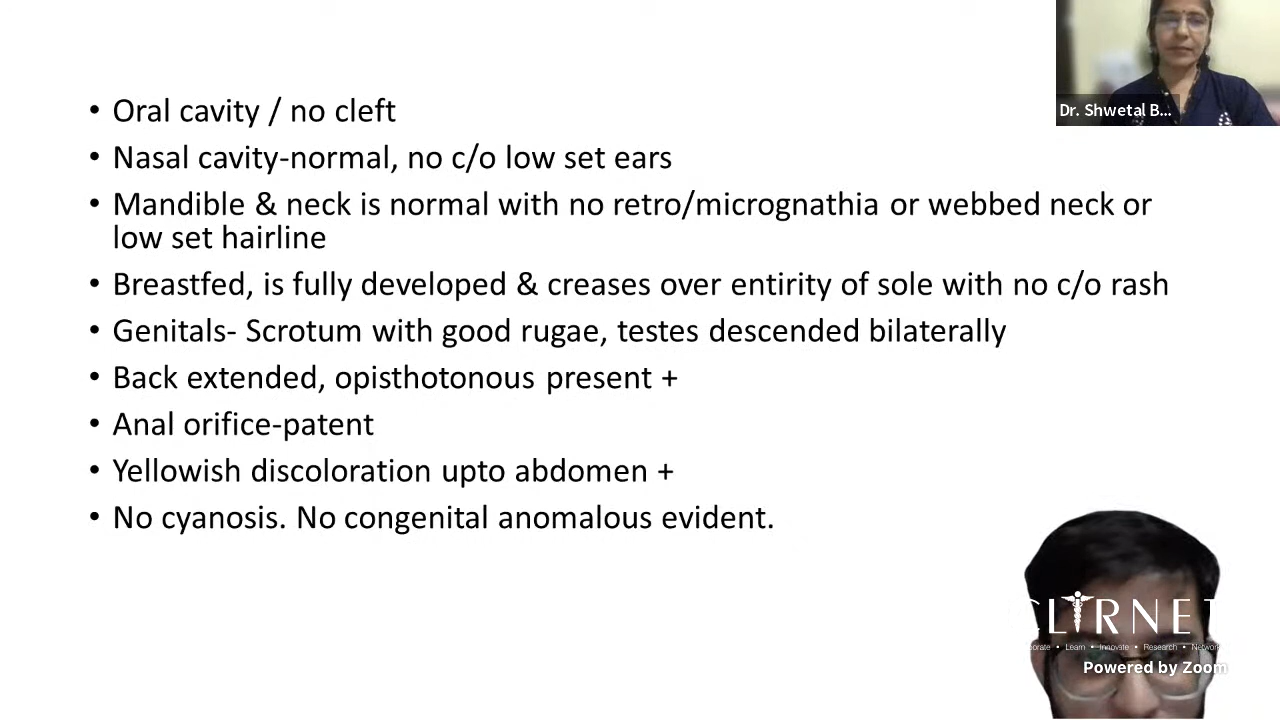 Dr. Shwetal B...
• Oral cavity / no cleft
• Nasal cavity-normal, no c/o low set ears
• Mandible & neck is normal with no retro/micrognathia or webbed neck or
low set hairline
• Breastfed, is fully developed & creases over entirity of sole with no c/o rash
• Genitals- Scrotum with good rugae, testes descended bilaterally
• Back extended, opisthotonous present +
• Anal orifice-patent
• Yellowish discoloration upto abdomen +
• No cyanosis. No congenital anomalous evident.
CLIRNET
• Learn • Innovate • Research •
Powered by Zoom